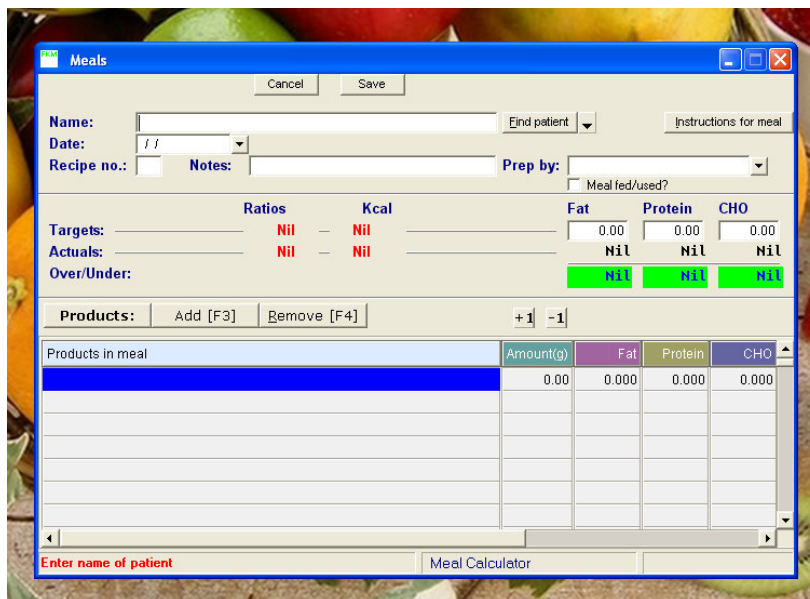 FKM Meals
Cancel Save
Name: Find patient Instructions for meal
Date: / /
Recipe no.: Notes: Prep by:
Meal fed/used?
Ratios Kcal Fat Protein CHO
Targets: Nil Nil 0.00 0.00 0.00
Actuals: Nil Nil Nil Nil Nil
Over/Under: Nil Nil Nil
Products: Add [F3] Remove [F4] +1 -1
Products in meal Amount(g) Fat Protein CHO
0.00 0.000 0.000 0.000
Enter name of patient Meal Calculator